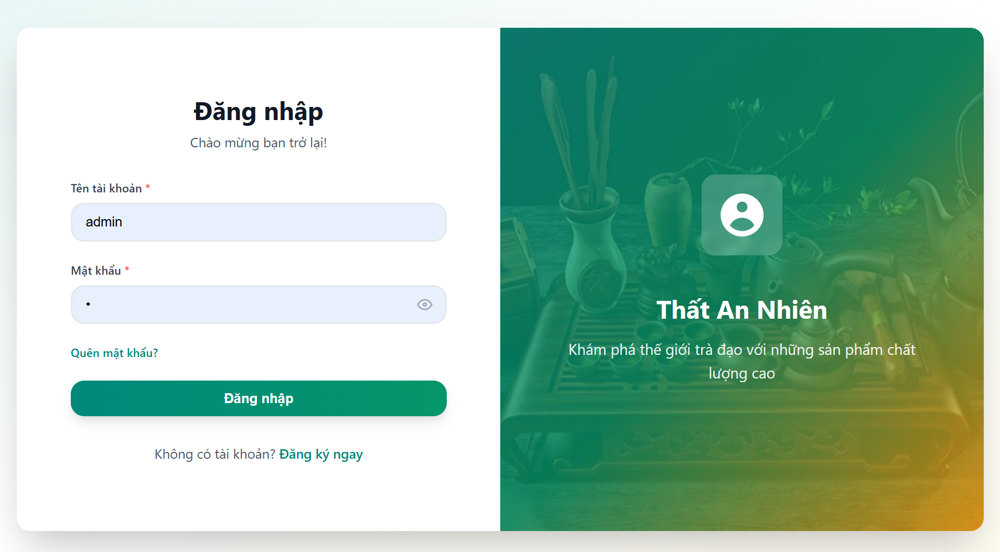 Đăng nhập
Chào mừng bạn trở lại!
Tên tài khoản *
admin
Mật khẩu *
•
Quên mật khẩu?
Đăng nhập
Không có tài khoản? Đăng ký ngay
Thất An Nhiên
Khám phá thế giới trà đạo với những sản phẩm chất
lượng cao